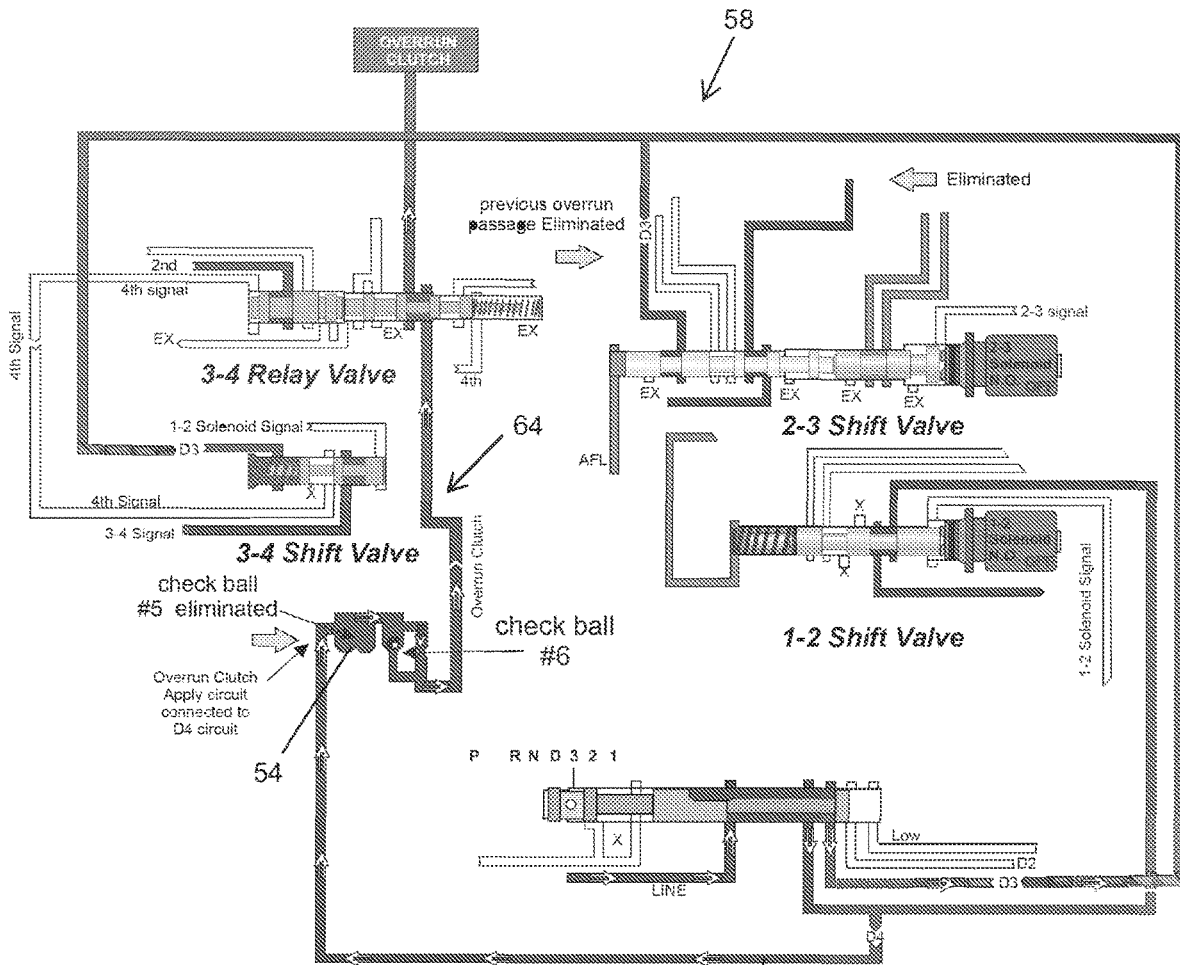 58
OVERRUN
CLUTCH
Eliminated
previous overrun
passage Eliminated
D3
2nd
4th signal
4th Signal
EX
EX
EX
4th
3-4 Relay Valve
2-3 signal
EX
EX
EX
EX
2-3 Shift Valve
AFL
1-2 Solenoid Signal
D3
X
4th Signal
3-4 Signal
3-4 Shift Valve
64
Overrun Clutch
X
X
1-2 Shift Valve
1-2 Solenoid Signal
check ball
#5 eliminated
check ball
#6
Overrun Clutch
Apply circuit
connected to
D4 circuit
54
P R N D 3 2 1
X
LINE
Low
D2
D3
D4